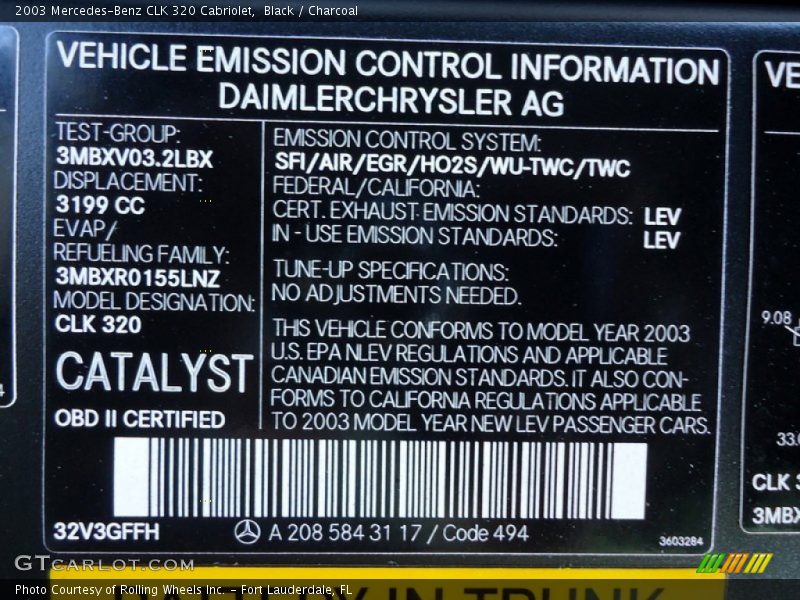 2003 Mercedes-Benz CLK 320 Cabriolet, Black / Charcoal
VEHICLE EMISSION CONTROL INFORMATION
DAIMLERCHRYSLER AG
TEST-GROUP:
3MBXV03.2LBX
DISPLACEMENT:
3199 CC
EVAP/
REFUELING FAMILY:
3MBXR0155LNZ
MODEL DESIGNATION:
CLK 320
CATALYST
OBD II CERTIFIED
EMISSION CONTROL SYSTEM:
SFI/AIR/EGR/HO2S/WU-TWC/TWC
FEDERAL/CALIFORNIA:
CERT. EXHAUST EMISSION STANDARDS: LEV
IN - USE EMISSION STANDARDS: LEV
TUNE-UP SPECIFICATIONS:
NO ADJUSTMENTS NEEDED.
THIS VEHICLE CONFORMS TO MODEL YEAR 2003
U.S. EPA NLEV REGULATIONS AND APPLICABLE
CANADIAN EMISSION STANDARDS. IT ALSO CON-
FORMS TO CALIFORNIA REGULATIONS APPLICABLE
TO 2003 MODEL YEAR NEW LEV PASSENGER CARS.
32V3GFFH
A 208 584 31 17 / Code 494
3603284
VE
9.08
33.0
CLK 3
3MBX
GTCARLOT.COM
Photo Courtesy of Rolling Wheels Inc. - Fort Lauderdale, FL